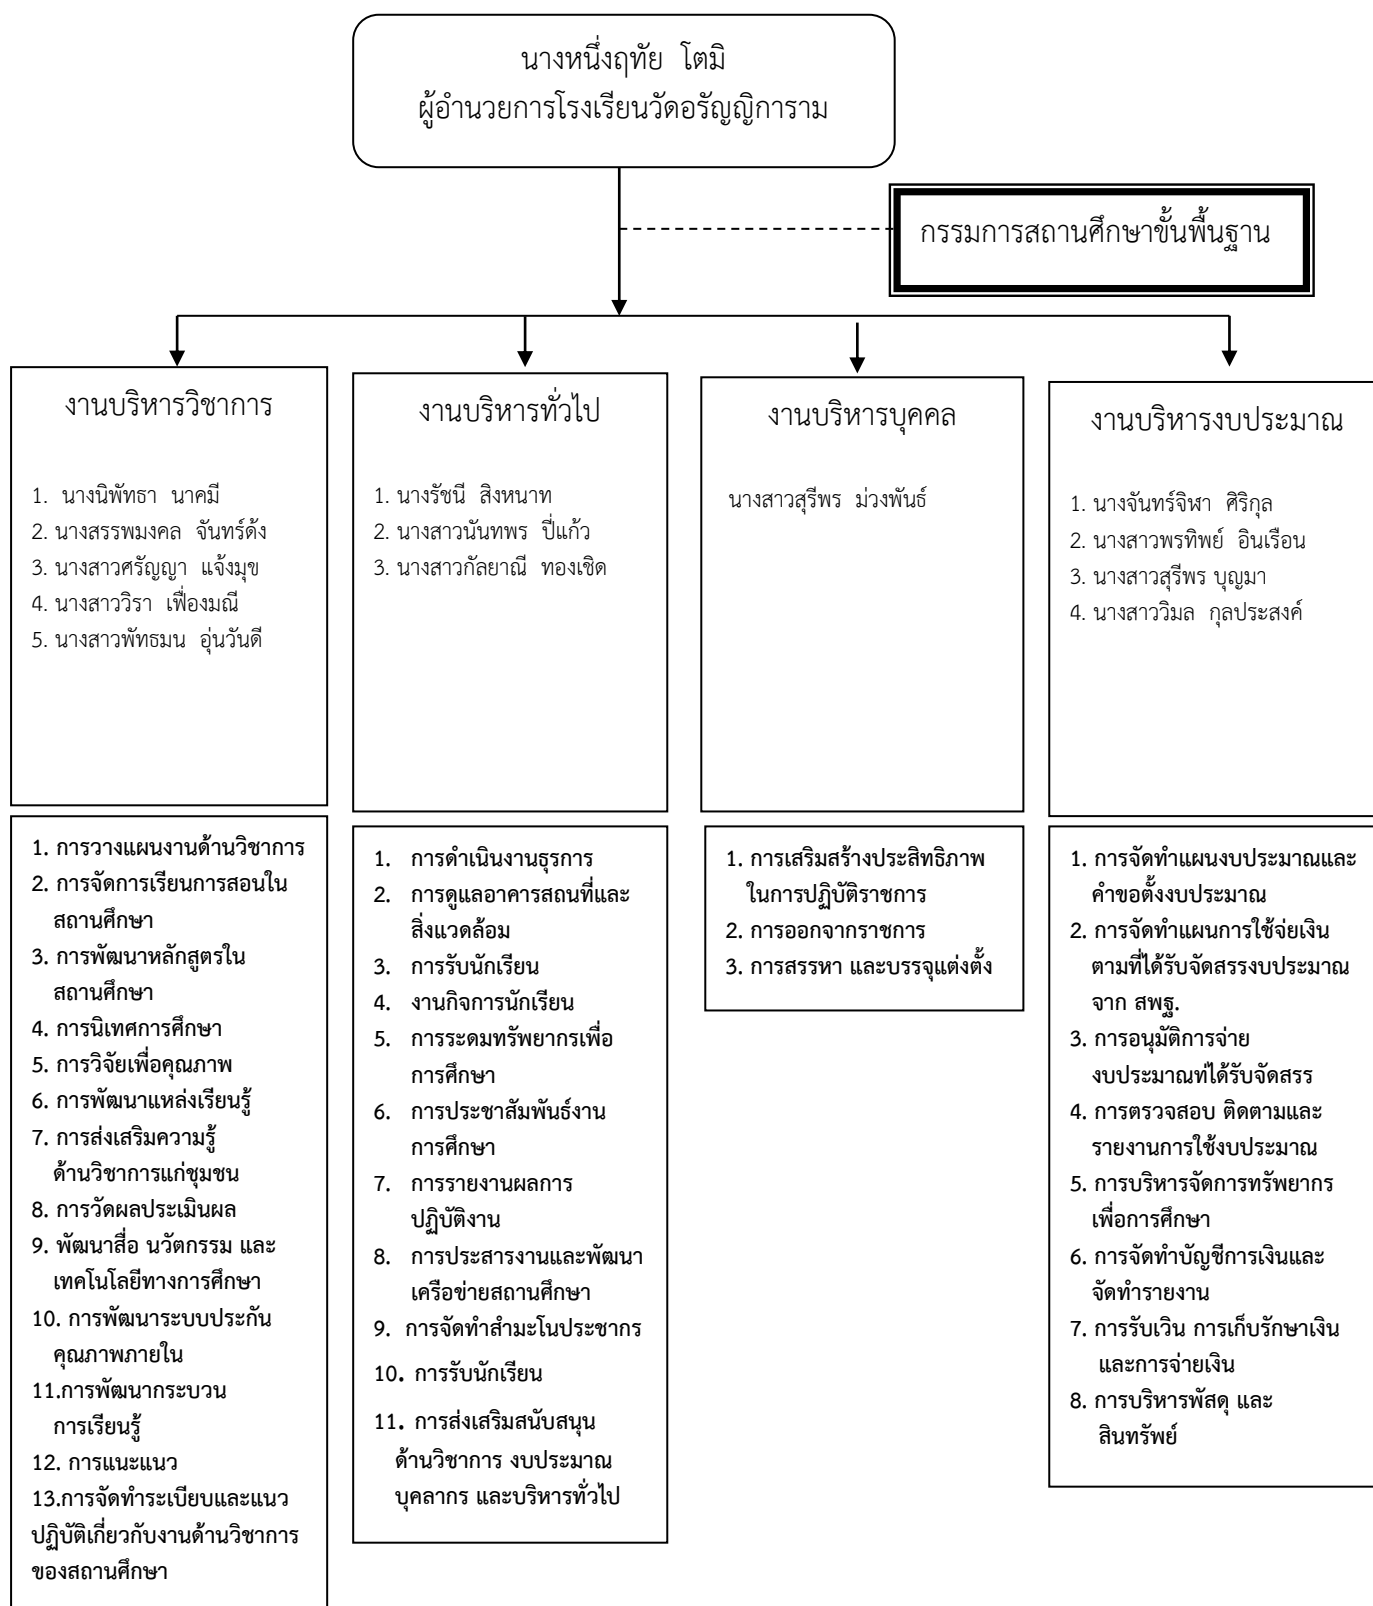 นางหนึ่งฤทัย  โตมิ
ผู้อำนวยการโรงเรียนวัดอรัญญิการาม
กรรมการสถานศึกษาขั้นพื้นฐาน
งานบริหารวิชาการ
1.  นางนิพัทธา  นาคมี
2. นางสรรพมงคล  จันทร์ด้ง
3. นางสาวศรัญญา  แจ้งมุข
4. นางสาววิรา  เฟื่องมณี
5. นางสาวพัทธมน  อุ่นวันดี
งานบริหารทั่วไป
1. นางรัชนี  สิงหนาท
2. นางสาวนันทพร  ปี่แก้ว
3. นางสาวกัลยาณี  ทองเชิด
งานบริหารบุคคล
นางสาวสุรีพร  ม่วงพันธ์
งานบริหารงบประมาณ
1. นางจันทร์จิฬา  ศิริกุล
2. นางสาวพรทิพย์  อินเรือน
3. นางสาวสุรีพร บุญมา
4. นางสาววิมล  กุลประสงค์
1. การวางแผนงานด้านวิชาการ
2. การจัดการเรียนการสอนใน
สถานศึกษา
3. การพัฒนาหลักสูตรใน
สถานศึกษา
4. การนิเทศการศึกษา
5. การวิจัยเพื่อคุณภาพ
6. การพัฒนาแหล่งเรียนรู้
7. การส่งเสริมความรู้
ด้านวิชาการแก่ชุมชน
8. การวัดผลประเมินผล
9. พัฒนาสื่อ นวัตกรรม และ
เทคโนโลยีทางการศึกษา
10. การพัฒนาระบบประกัน
คุณภาพภายใน
11.การพัฒนากระบวน
การเรียนรู้
12. การแนะแนว
13.การจัดทำระเบียบและแนว
ปฏิบัติเกี่ยวกับงานด้านวิชาการ
ของสถานศึกษา
1. การดำเนินงานธุรการ
2. การดูแลอาคารสถนที่และ
สิ่งแวดล้อม
3. การรับนักเรียน
4. งานกิจการนักเรียน
5. การระดมทรัพยากรเพื่อ
การศึกษา
6. การประชาสัมพันธ์งาน
การศึกษา
7. การรายงานผลการ
ปฏิบัติงาน
8. การประสารงานและพัฒนา
เครือข่ายสถานศึกษา
9. การจัดทำสำมะโนประชากร
10. การรับนักเรียน
11. การส่งเสริมสนับสนุน
ด้านวิชาการ งบประมาณ
บุคลากร และบริหารทั่วไป
1. การเสริมสร้างประสิทธิภาพ
ในการปฏิบัติราชการ
2. การออกจากราชการ
3. การสรรหา และบรรจุแต่งตั้ง
1. การจัดทำแผนงบประมาณและ
คำขอตั้งงบประมาณ
2. การจัดทำแผนการใช้จ่ยเงิน
ตามที่ได้รับจัดสรรงบประมาณ
จาก สพฐ.
3. การอนุมัติการจ่าย
งบประมาณท่ได้รับจัดสรร
4. การตรวจสอบ ติดตามและ
รายงานการใช้งบประมาณ
5. การบริหารจัดการทรัพยากร
เพื่อการศึกษา
6. การจัดทำบัญชีการเงินและ
จัดทำรายงาน
7. การรับเวิน การเก็บรักษาเงิน
และการจ่ายเงิน
8. การบริหารพัสดุ และ
สินทรัพย์